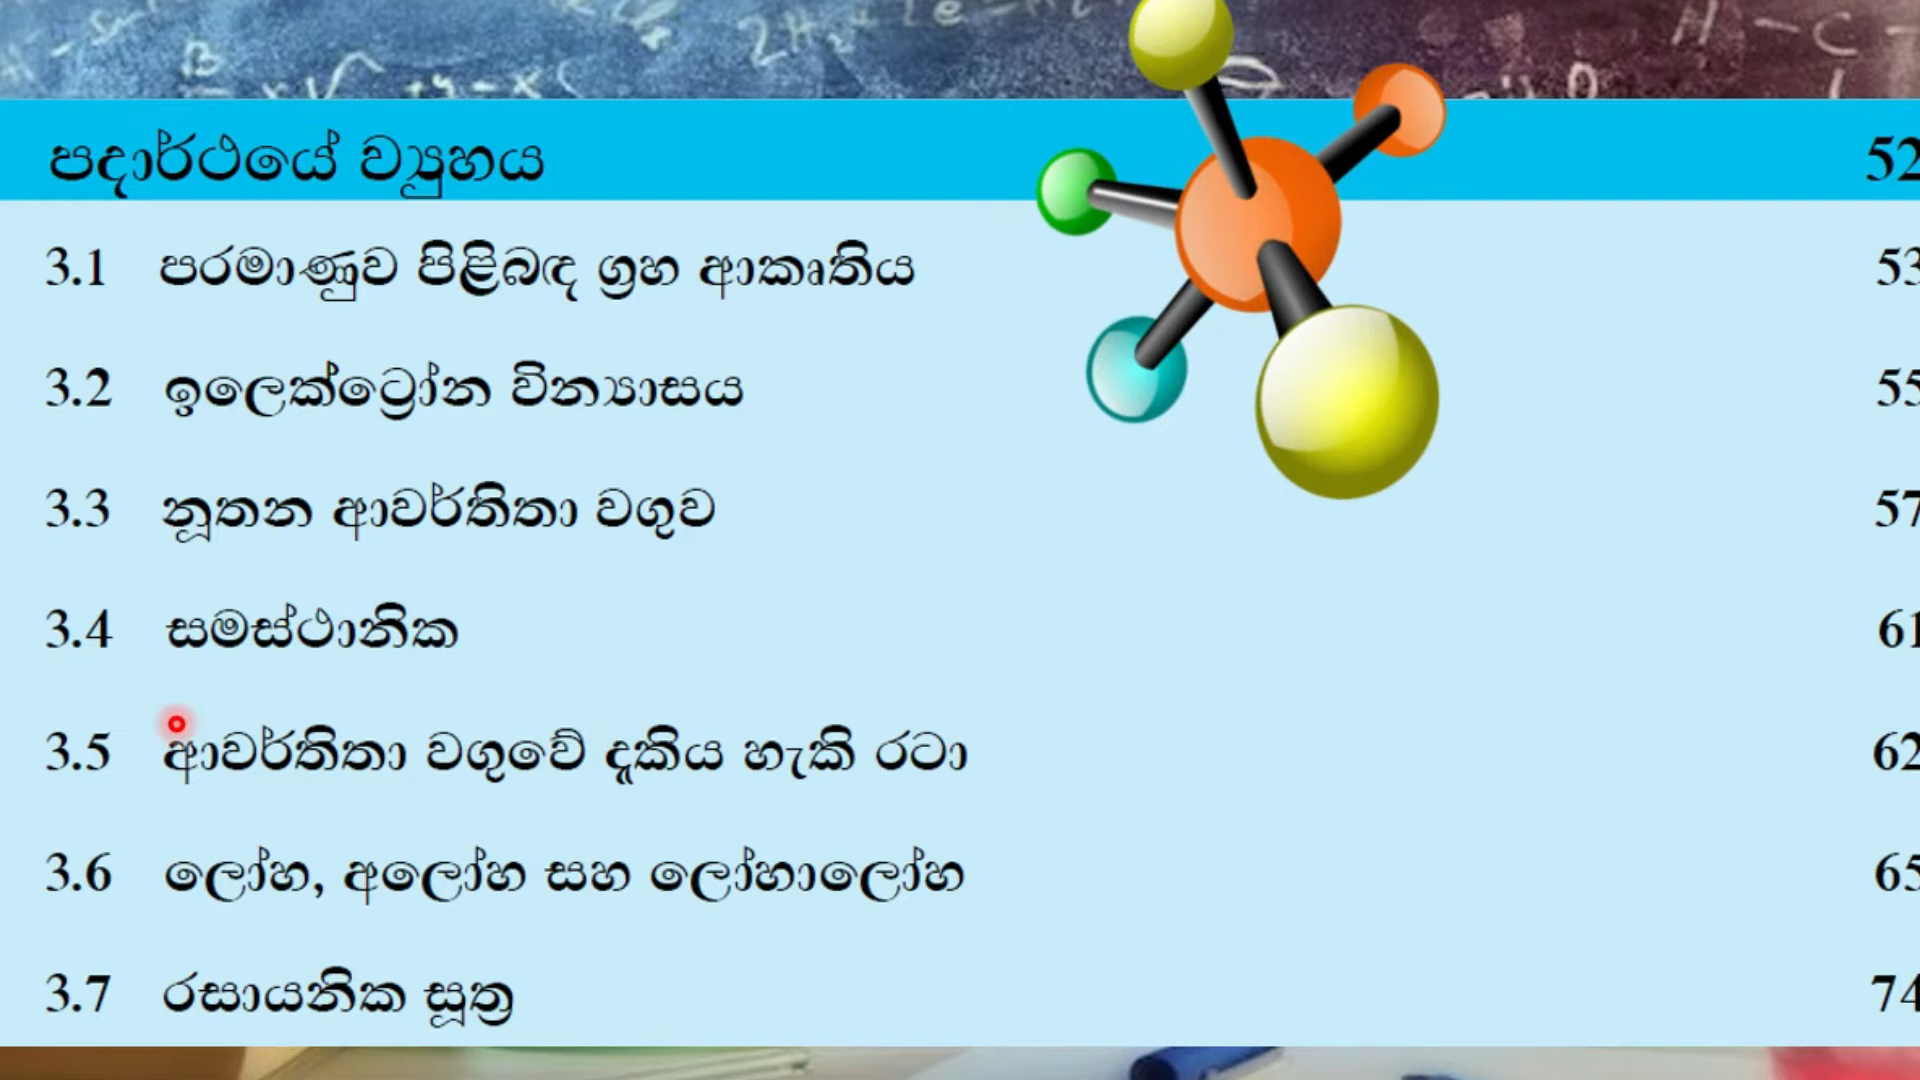 පදාර්ථයේ ව්‍යුහය 52
3.1 පරමාණුව පිළිබඳ ග්‍රහ ආකෘතිය 53
3.2 ඉලෙක්ට්‍රෝන වින්‍යාසය 55
3.3 නූතන ආවර්තිතා වගුව 57
3.4 සමස්ථානික 61
3.5 ආවර්තිතා වගුවේ දැකිය හැකි රටා 62
3.6 ලෝහ, අලෝහ සහ ලෝහාලෝහ 65
3.7 රසායනික සූත්‍ර 74